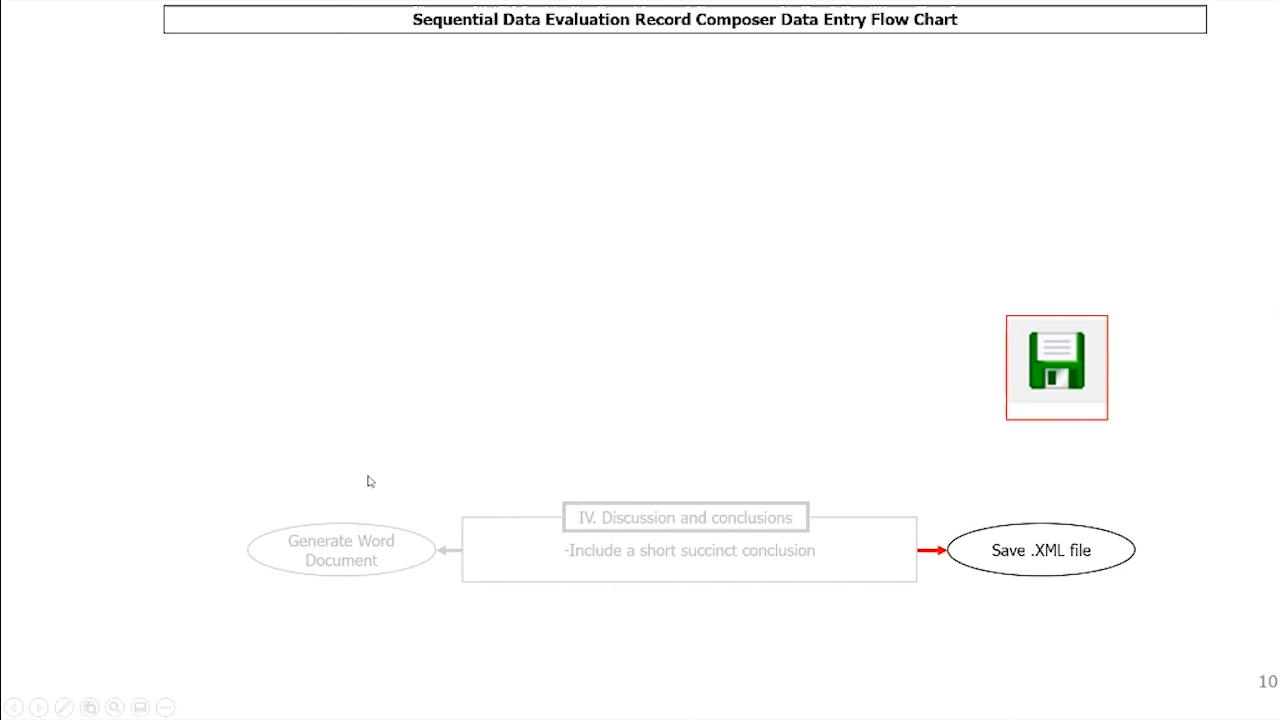 Sequential Data Evaluation Record Composer Data Entry Flow Chart
IV. Discussion and conclusions
Generate Word
Document
-Include a short succinct conclusion
Save .XML file
10